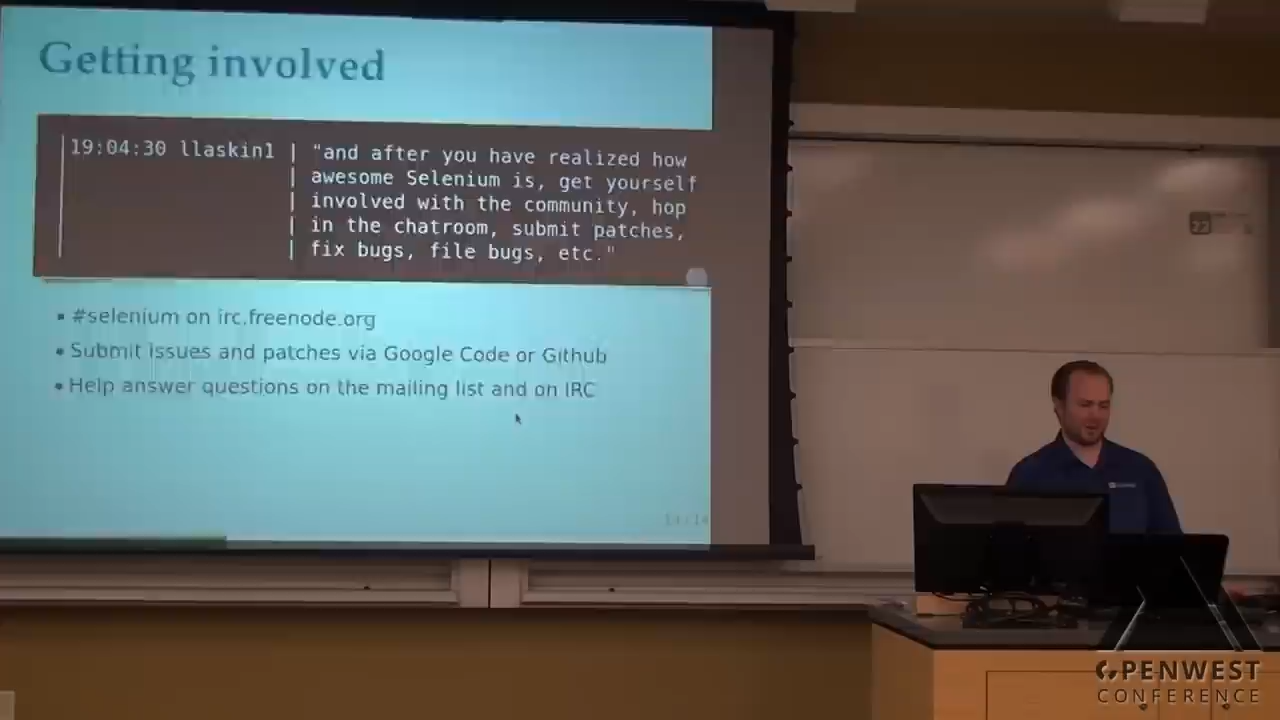 Getting involved
19:04:30 llaskin1 | "and after you have realized how
| awesome Selenium is, get yourself
| involved with the community, hop
| in the chatroom, submit patches,
| fix bugs, file bugs, etc."
▪ #selenium on irc.freenode.org
▪ Submit issues and patches via Google Code or Github
▪ Help answer questions on the mailing list and on IRC
OPENWEST
CONFERENCE